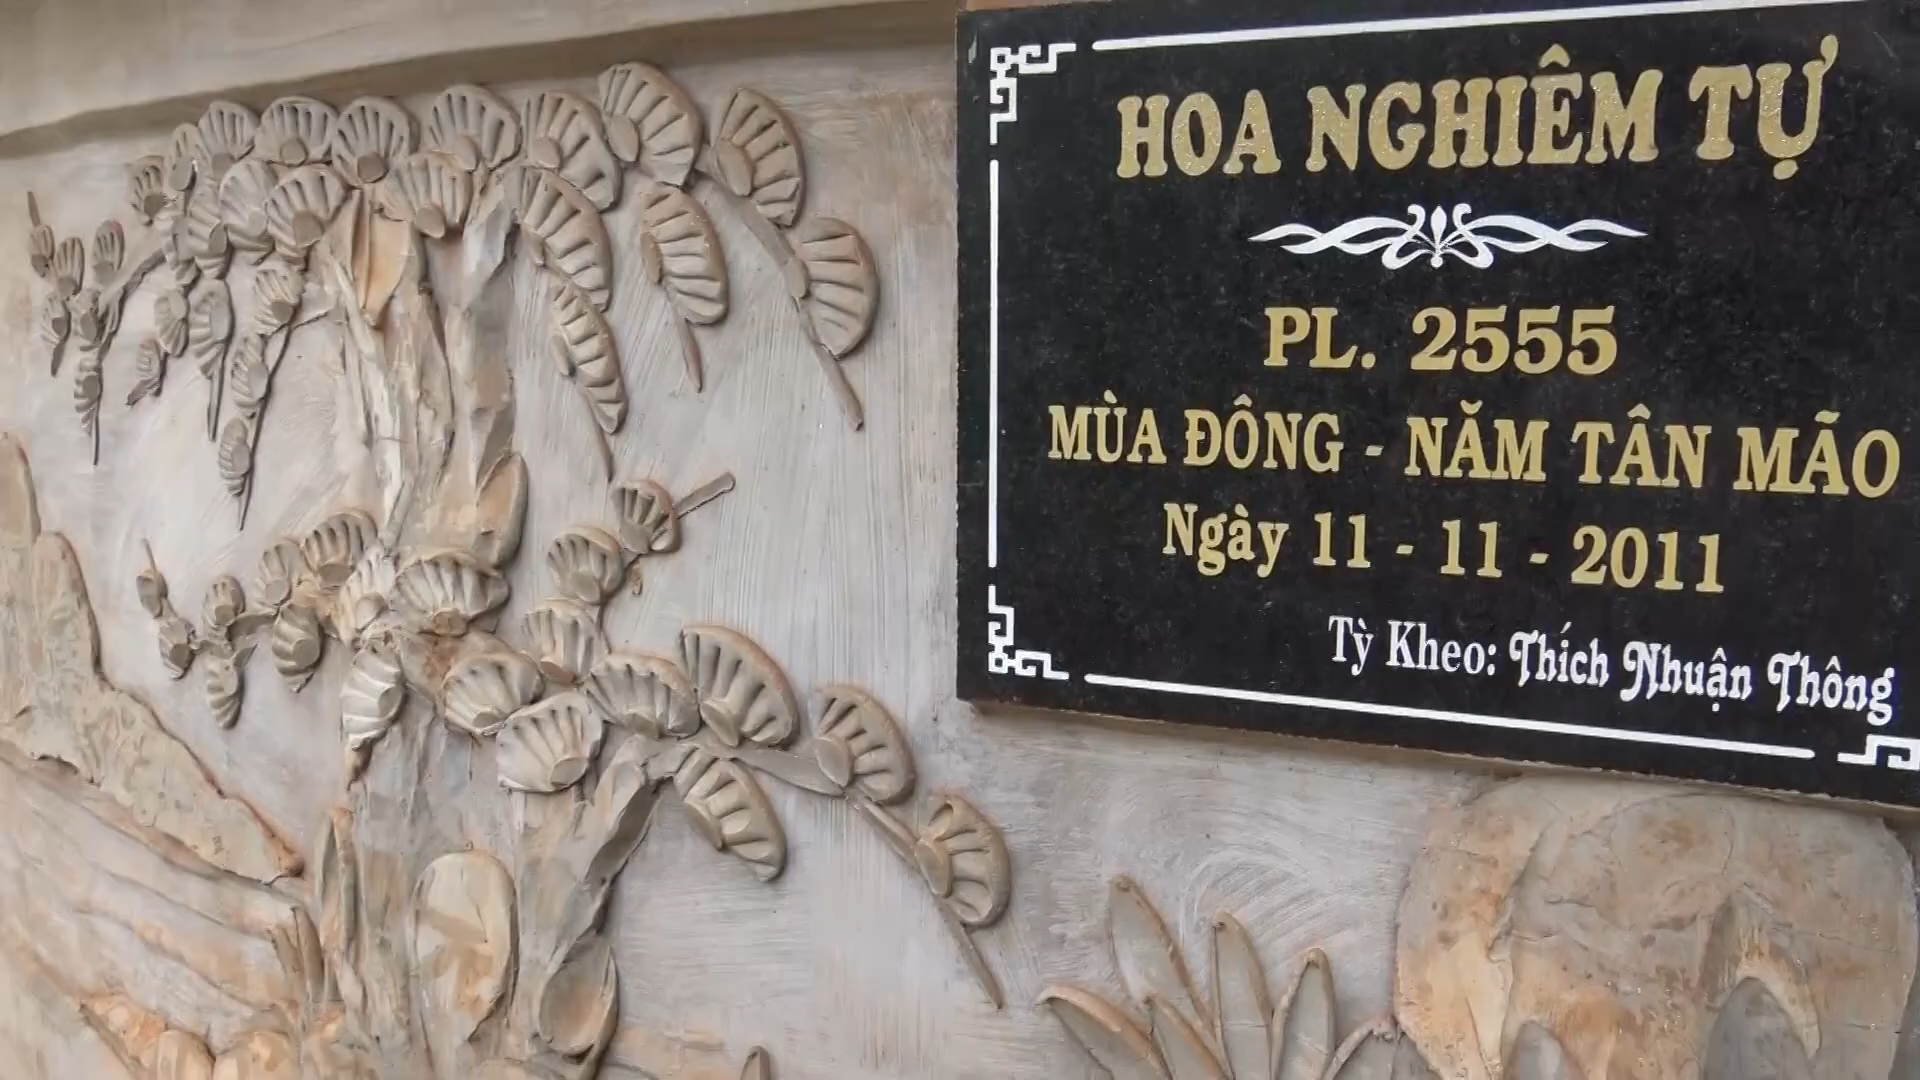 HOA NGHIÊM TỰ
PL. 2555
MÙA ĐÔNG - NĂM TÂN MÃO
Ngày 11 - 11 - 2011
Tỳ Kheo: Thích Nhuận Thông